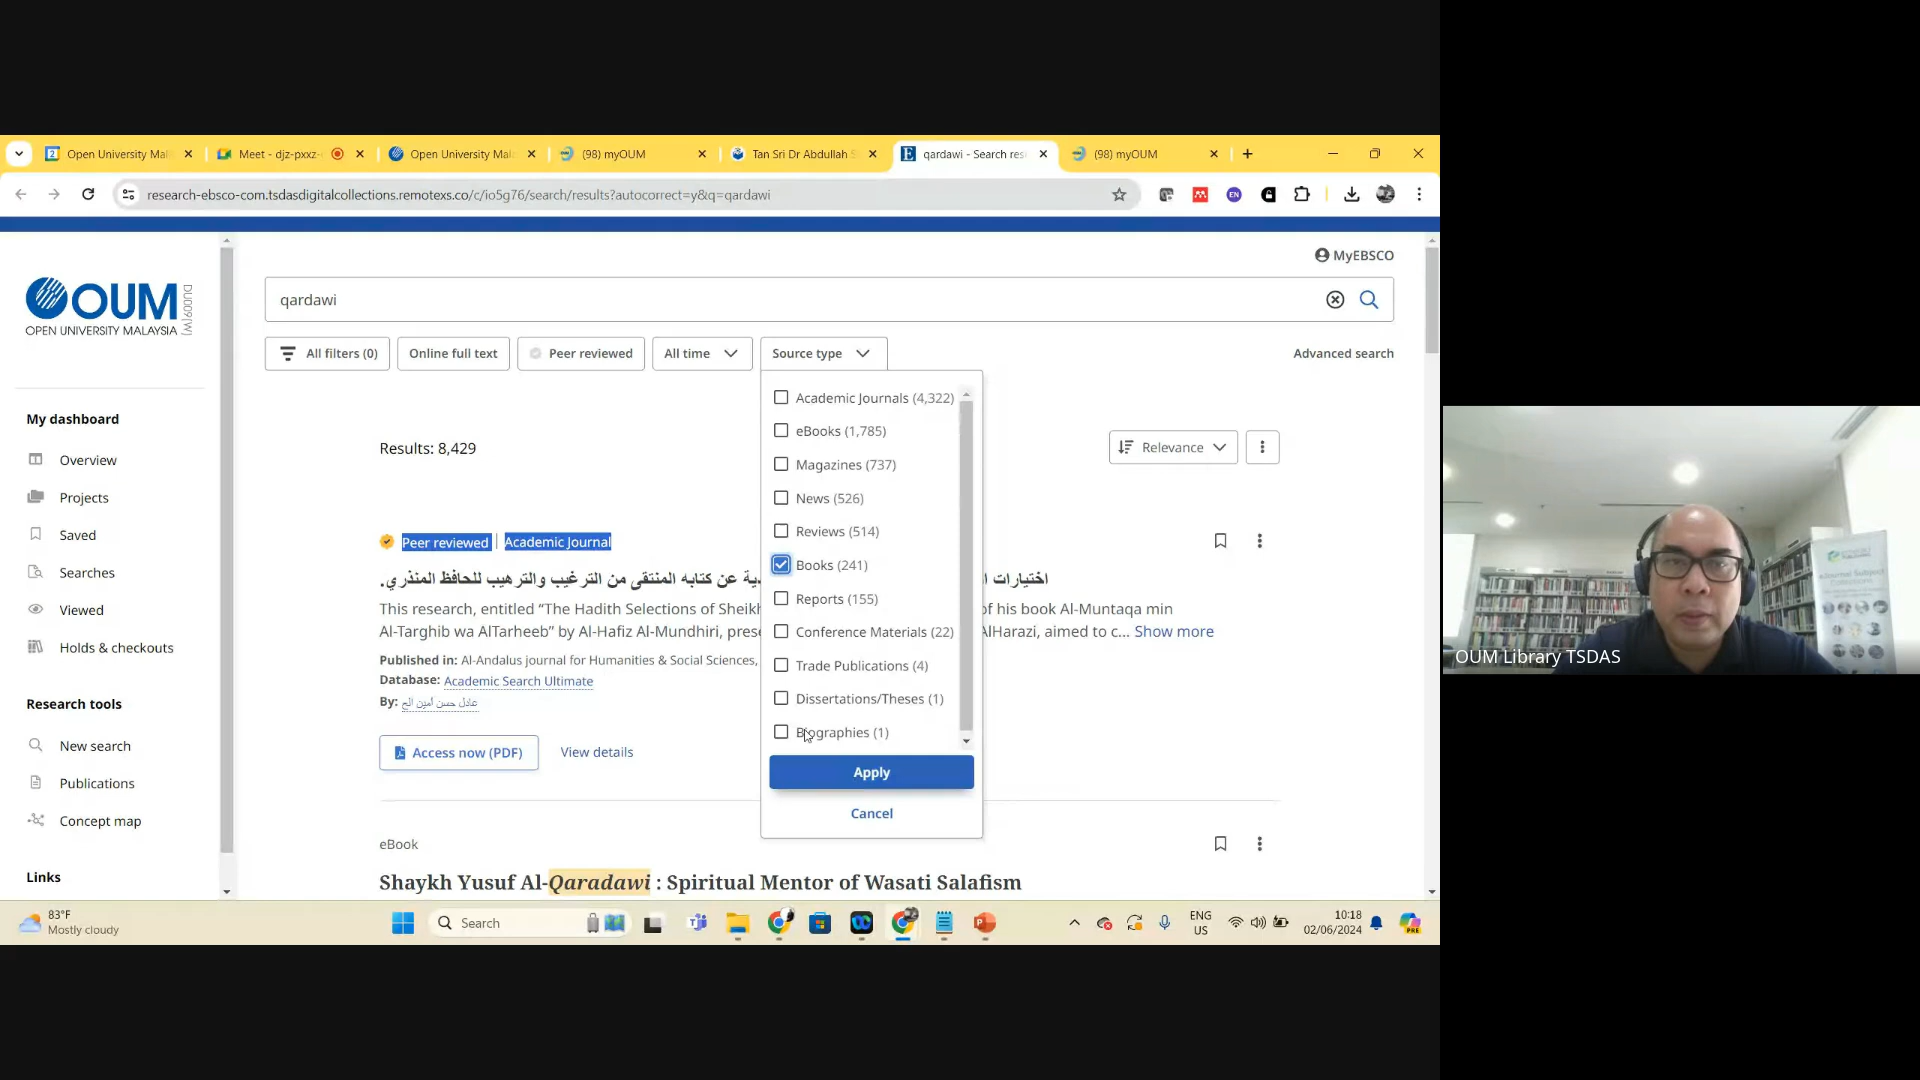 Open University Mal
Meet - djz-pxxz-
Open University Mal
(98) myOUM
Tan Sri Dr Abdullah S
qardawi - Search res
(98) myOUM
research-ebsco-com.tsdasdigitalcollections.remotexs.co/c/io5g76/search/results?autocorrect=y&q=qardawi
MyEBSCO
OUM
OPEN UNIVERSITY MALAYSIA
DU009(W)
qardawi
All filters (0)
Online full text
Peer reviewed
All time
Source type
Advanced search
Academic Journals (4,322)
eBooks (1,785)
Magazines (737)
News (526)
Reviews (514)
Books (241)
Reports (155)
Conference Materials (22)
Trade Publications (4)
Dissertations/Theses (1)
Biographies (1)
Apply
Cancel
My dashboard
Overview
Projects
Saved
Searches
Viewed
Holds & checkouts
Research tools
New search
Publications
Concept map
Links
Results: 8,429
Relevance
Peer reviewed | Academic Journal
اختيارات ا دية عن كتابه المنتقى من الترغيب والترهيب للحافظ المنذري.
This research, entitled “The Hadith Selections of Sheikh of his book Al-Muntaqa min
Al-Targhib wa AlTarheeb” by Al-Hafiz Al-Mundhiri, prese AlHarazi, aimed to c... Show more
Published in: Al-Andalus journal for Humanities & Social Sciences,
Database: Academic Search Ultimate
By: عادل حسن أمين الح
Access now (PDF)
View details
eBook
Shaykh Yusuf Al-Qaradawi : Spiritual Mentor of Wasati Salafism
83°F
Mostly cloudy
Search
ENG
US
10:18
02/06/2024
PRE
OUM Library TSDAS